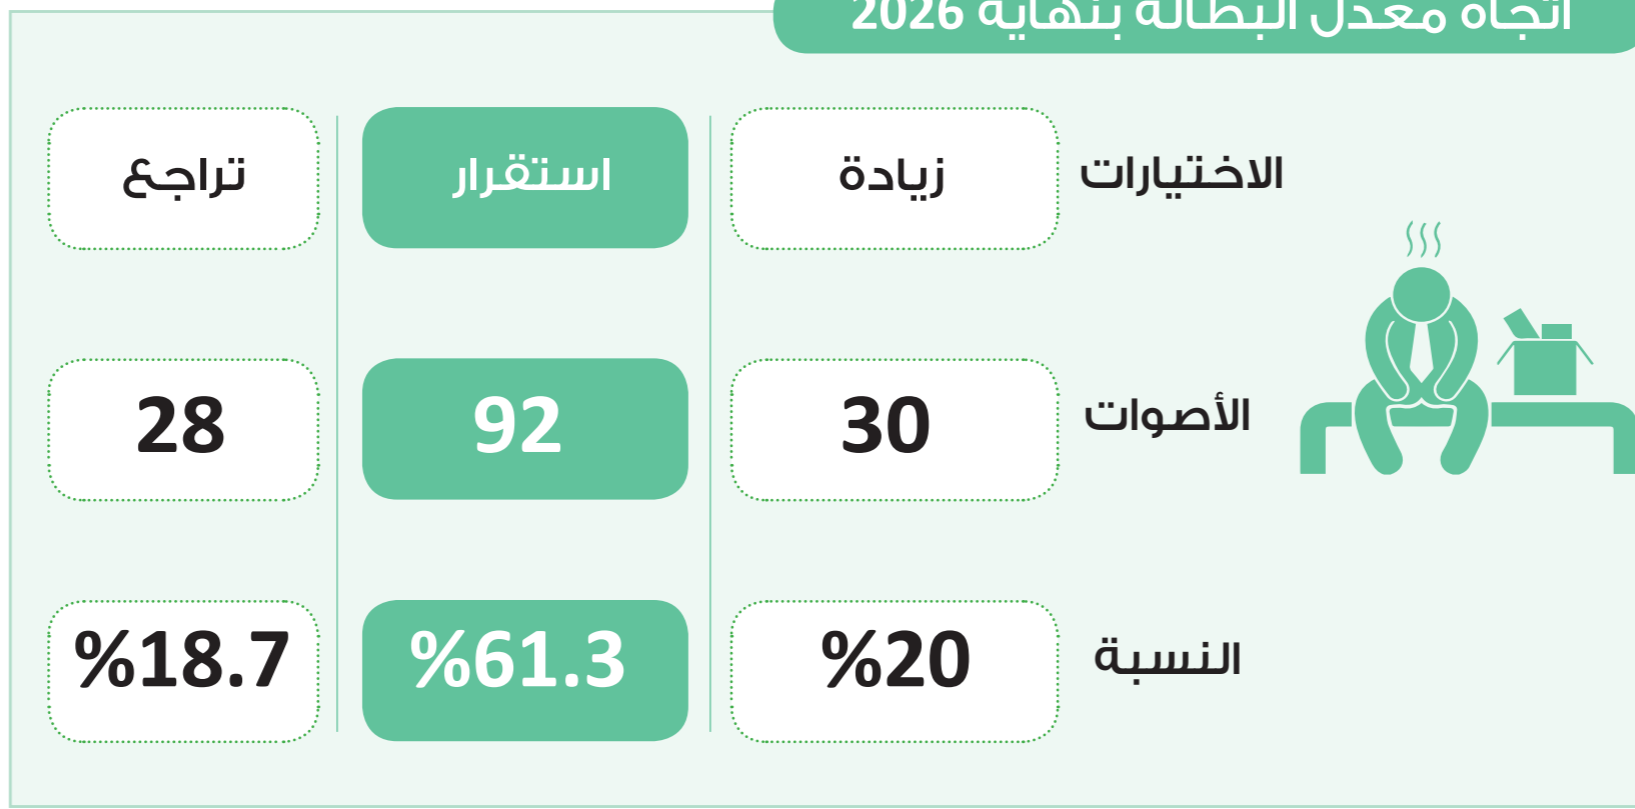 اتجاه معدل البطالة بنهاية 2026
الاختيارات زيادة استقرار تراجع
الأصوات 30 92 28
النسبة %20 %61.3 %18.7